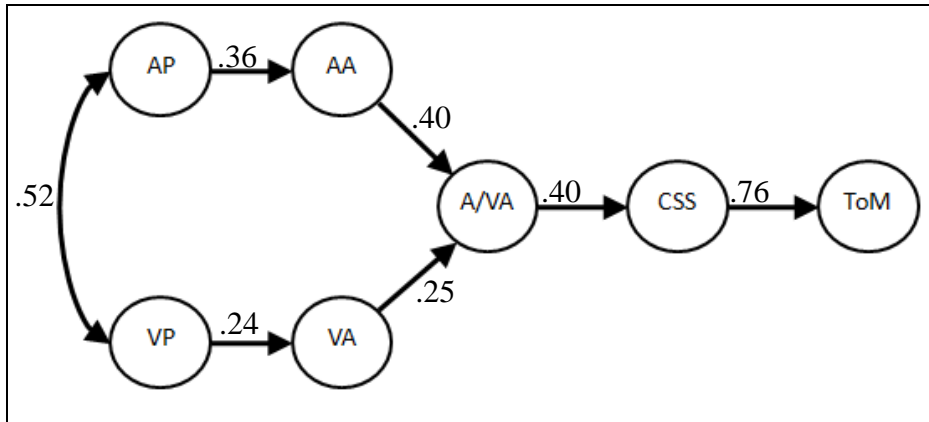 AP .36 AA
.40
.52
A/VA .40 CSS .76 ToM
.25
VP .24 VA